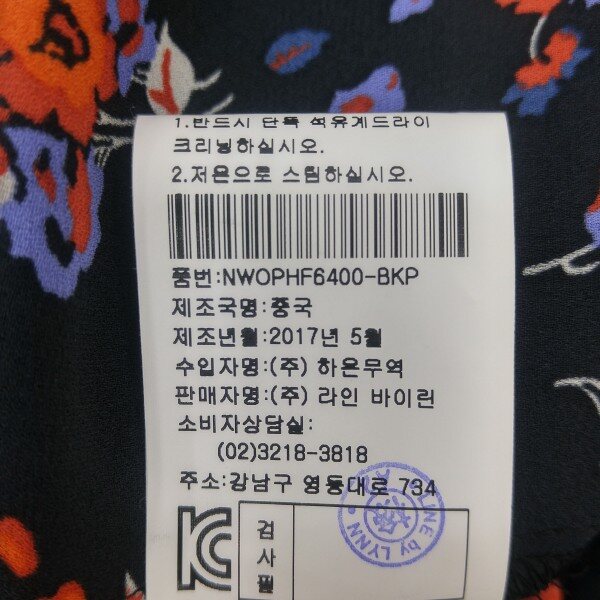 1.반드시 단독 석유계드라이
크리닝하십시오.
2.저온으로 스팀하십시오.
품번:NWOPHF6400-BKP
제조국명:중국
제조년월:2017년 5월
수입자명:(주) 하은무역
판매자명:(주) 라인 바이린
소비자상담실:
(02)3218-3818
주소:강남구 영동대로 734
검
사
필
LINE by LYNN